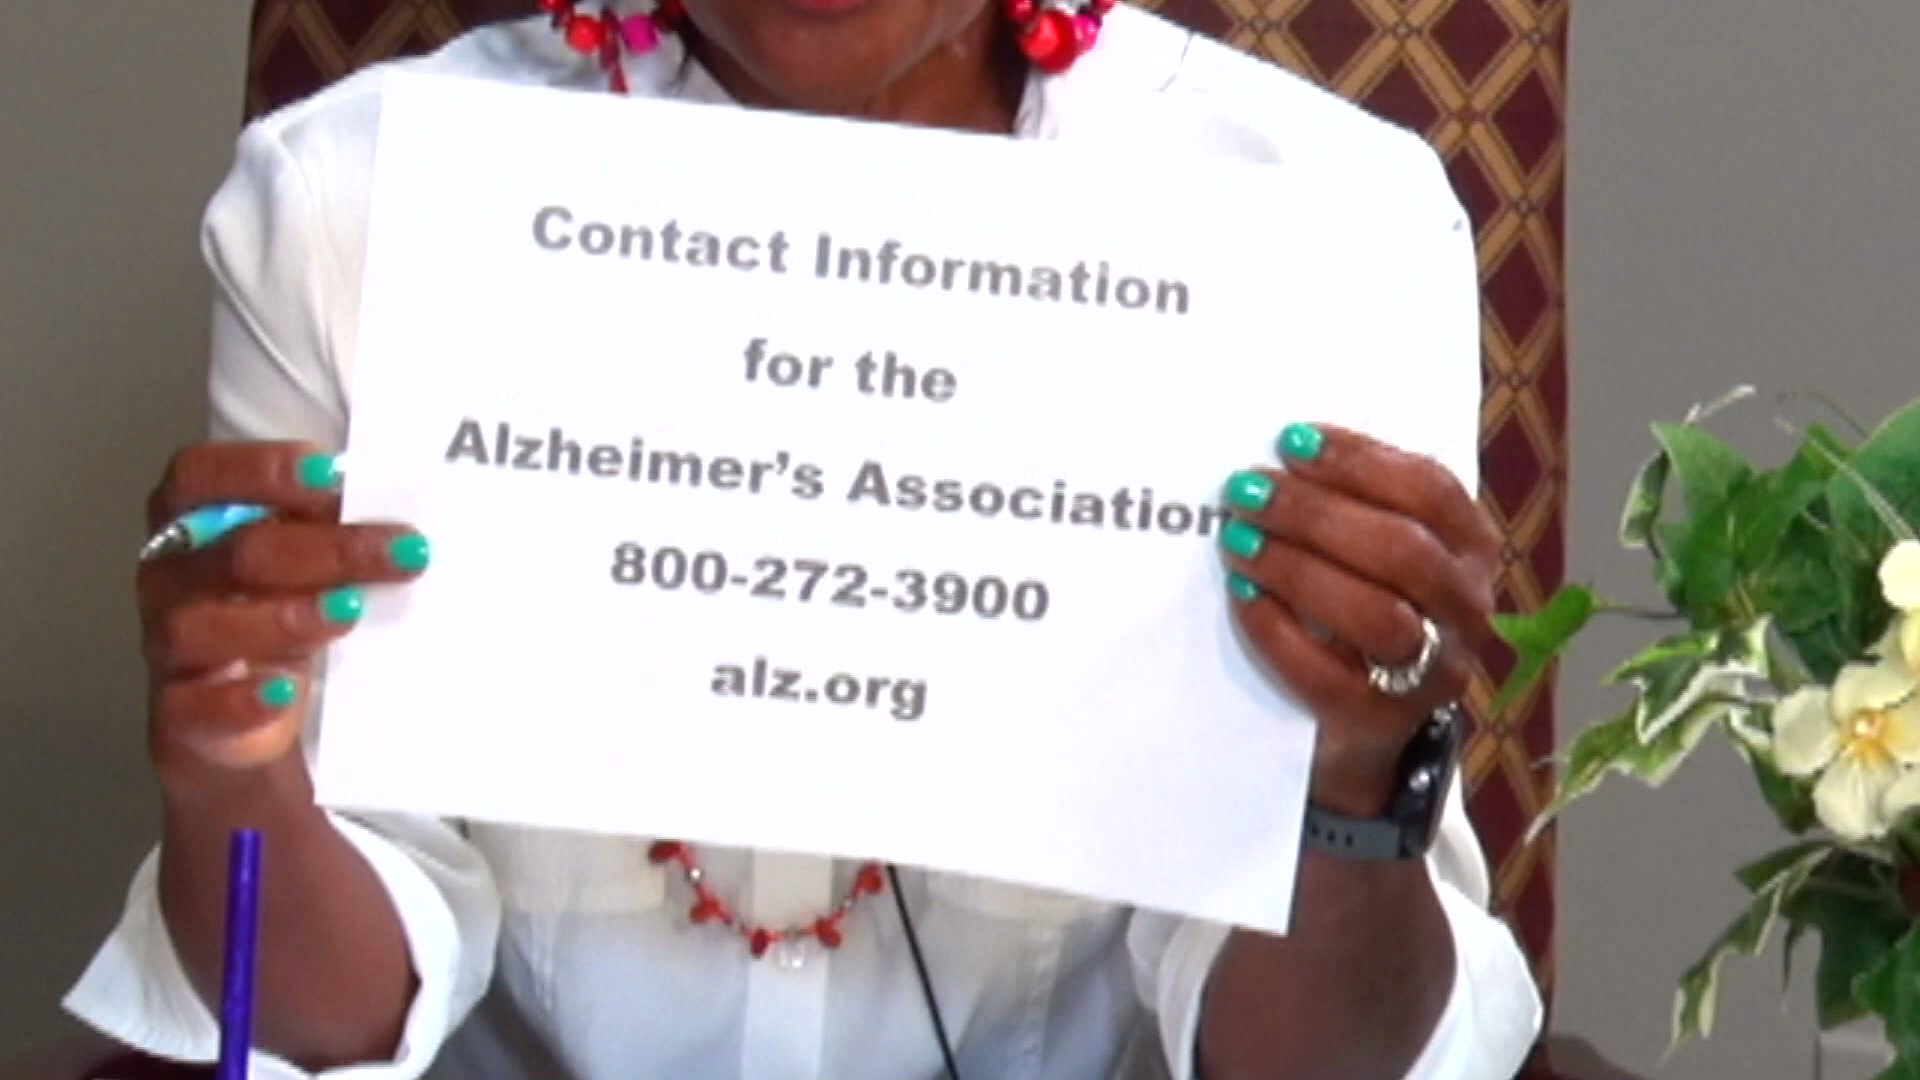 Contact Information
for the
Alzheimer's Association
800-272-3900
alz.org